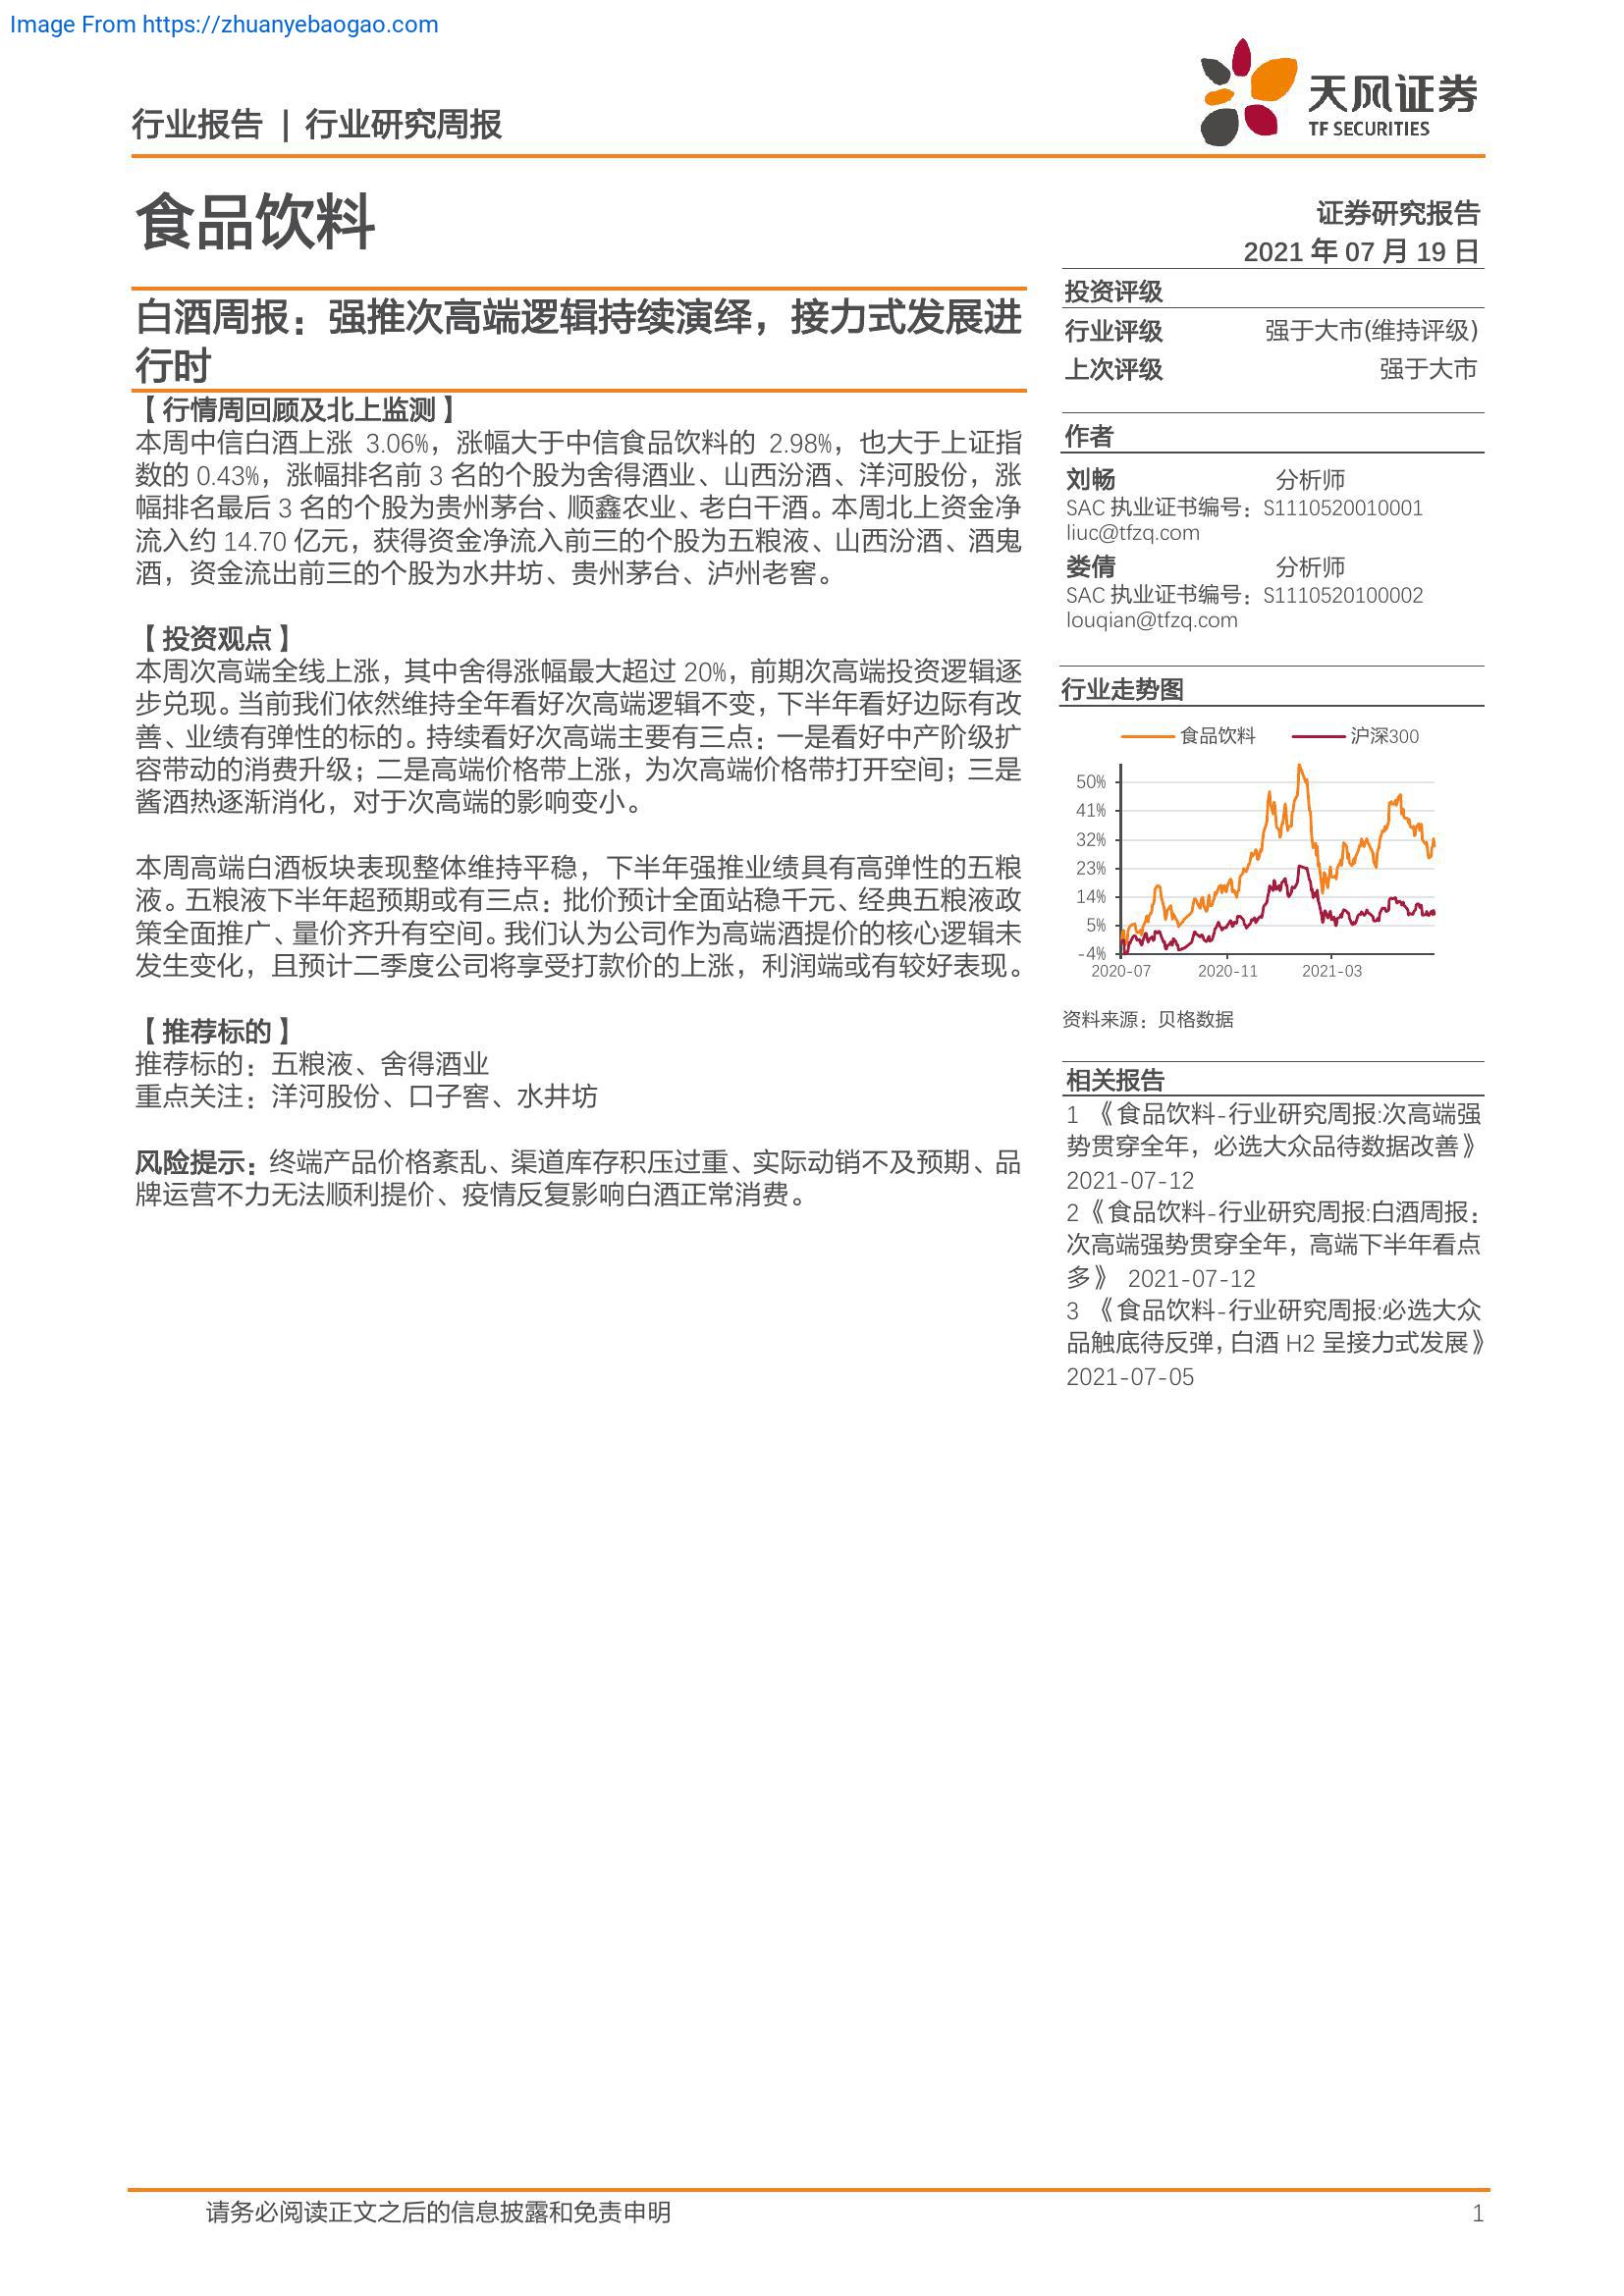 Image From https://zhuanyebaogao.com
行业报告 | 行业研究周报
天风证券
TF SECURITIES
食品饮料
证券研究报告
2021 年 07 月 19 日
白酒周报：强推次高端逻辑持续演绎，接力式发展进
行时
【行情周回顾及北上监测】
本周中信白酒上涨 3.06%，涨幅大于中信食品饮料的 2.98%，也大于上证指
数的 0.43%，涨幅排名前 3 名的个股为舍得酒业、山西汾酒、洋河股份，涨
幅排名最后 3 名的个股为贵州茅台、顺鑫农业、老白干酒。本周北上资金净
流入约 14.70 亿元，获得资金净流入前三的个股为五粮液、山西汾酒、酒鬼
酒，资金流出前三的个股为水井坊、贵州茅台、泸州老窖。
【投资观点】
本周次高端全线上涨，其中舍得涨幅最大超过 20%，前期次高端投资逻辑逐
步兑现。当前我们依然维持全年看好次高端逻辑不变，下半年看好边际有改
善、业绩有弹性的标的。持续看好次高端主要有三点：一是看好中产阶级扩
容带动的消费升级；二是高端价格带上涨，为次高端价格带打开空间；三是
酱酒热逐渐消化，对于次高端的影响变小。
本周高端白酒板块表现整体维持平稳，下半年强推业绩具有高弹性的五粮
液。五粮液下半年超预期或有三点：批价预计全面站稳千元、经典五粮液政
策全面推广、量价齐升有空间。我们认为公司作为高端酒提价的核心逻辑未
发生变化，且预计二季度公司将享受打款价的上涨，利润端或有较好表现。
【推荐标的】
推荐标的：五粮液、舍得酒业
重点关注：洋河股份、口子窖、水井坊
风险提示：终端产品价格紊乱、渠道库存积压过重、实际动销不及预期、品
牌运营不力无法顺利提价、疫情反复影响白酒正常消费。
投资评级
行业评级 强于大市(维持评级)
上次评级 强于大市
作者
刘畅 分析师
SAC 执业证书编号：S1110520010001
liuc@tfzq.com
娄倩 分析师
SAC 执业证书编号：S1110520100002
louqian@tfzq.com
行业走势图
食品饮料 沪深300
50%
41%
32%
23%
14%
5%
-4%
2020-07 2020-11 2021-03
资料来源：贝格数据
相关报告
1 《食品饮料-行业研究周报:次高端强
势贯穿全年，必选大众品待数据改善》
2021-07-12
2《食品饮料-行业研究周报:白酒周报：
次高端强势贯穿全年，高端下半年看点
多》 2021-07-12
3 《食品饮料-行业研究周报:必选大众
品触底待反弹，白酒 H2 呈接力式发展》
2021-07-05
请务必阅读正文之后的信息披露和免责申明 1